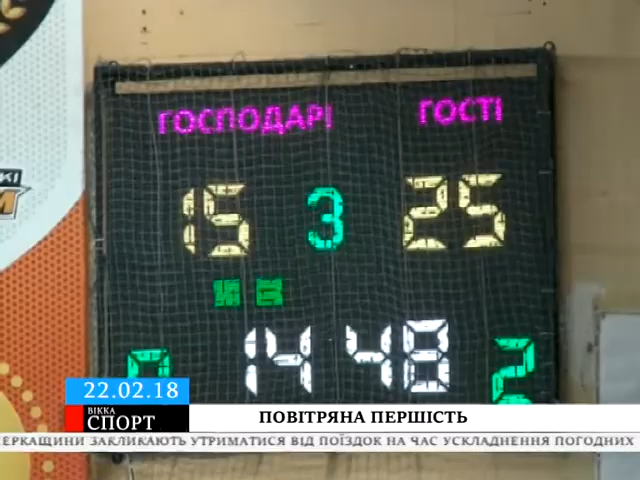 ГОСПОДАРІ ГОСТІ
15 3 25
0 14 48 2
22.02.18
ВІККА
СПОРТ
ПОВІТРЯНА ПЕРШІСТЬ
ЗАКЛИКАЮТЬ УТРИМАТИСЯ ВІД ПОЇЗДОК НА ЧАС УСКЛАДНЕННЯ ПОГОДНИХ